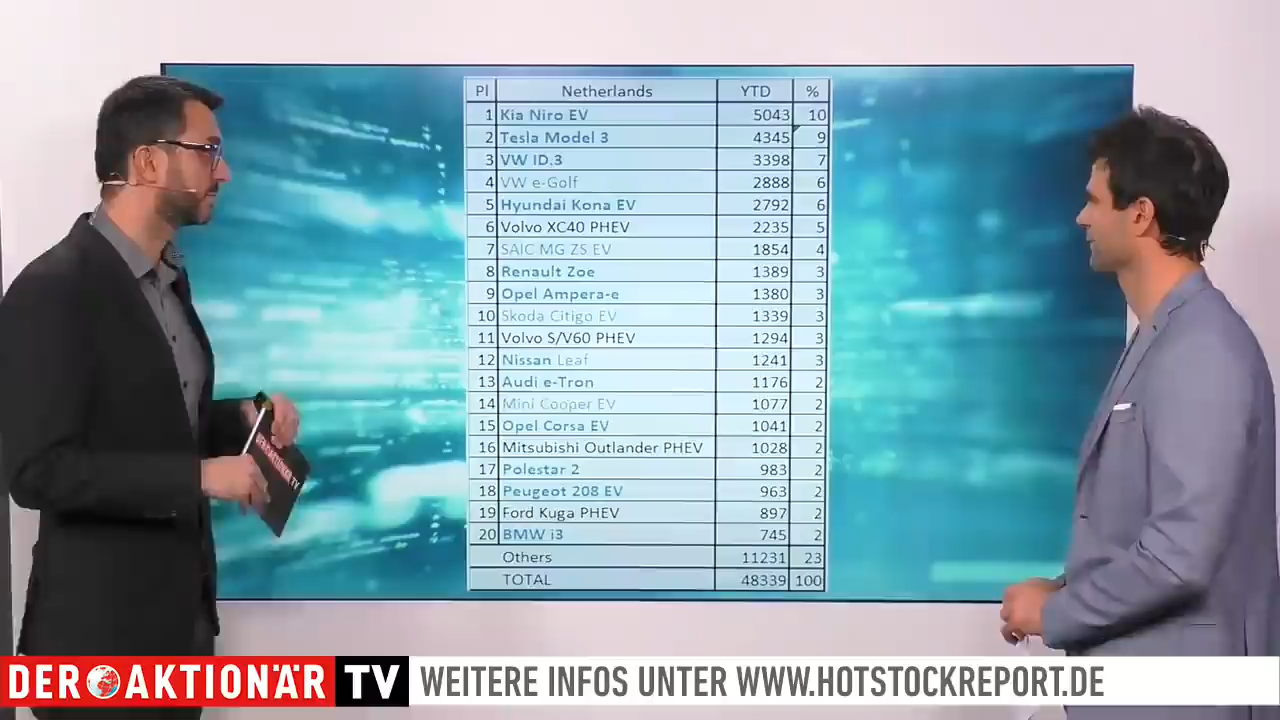 Pl Netherlands YTD %
1 Kia Niro EV 5043 10
2 Tesla Model 3 4345 9
3 VW ID.3 3398 7
4 VW e-Golf 2888 6
5 Hyundai Kona EV 2792 6
6 Volvo XC40 PHEV 2235 5
7 SAIC MG ZS EV 1854 4
8 Renault Zoe 1389 3
9 Opel Ampera-e 1380 3
10 Skoda Citigo EV 1339 3
11 Volvo S/V60 PHEV 1294 3
12 Nissan Leaf 1241 3
13 Audi e-Tron 1176 2
14 Mini Cooper EV 1077 2
15 Opel Corsa EV 1041 2
16 Mitsubishi Outlander PHEV 1028 2
17 Polestar 2 983 2
18 Peugeot 208 EV 963 2
19 Ford Kuga PHEV 897 2
20 BMW i3 745 2
Others 11231 23
TOTAL 48339 100
DER AKTIONÄR TV
DER AKTIONÄR TV WEITERE INFOS UNTER WWW.HOTSTOCKREPORT.DE